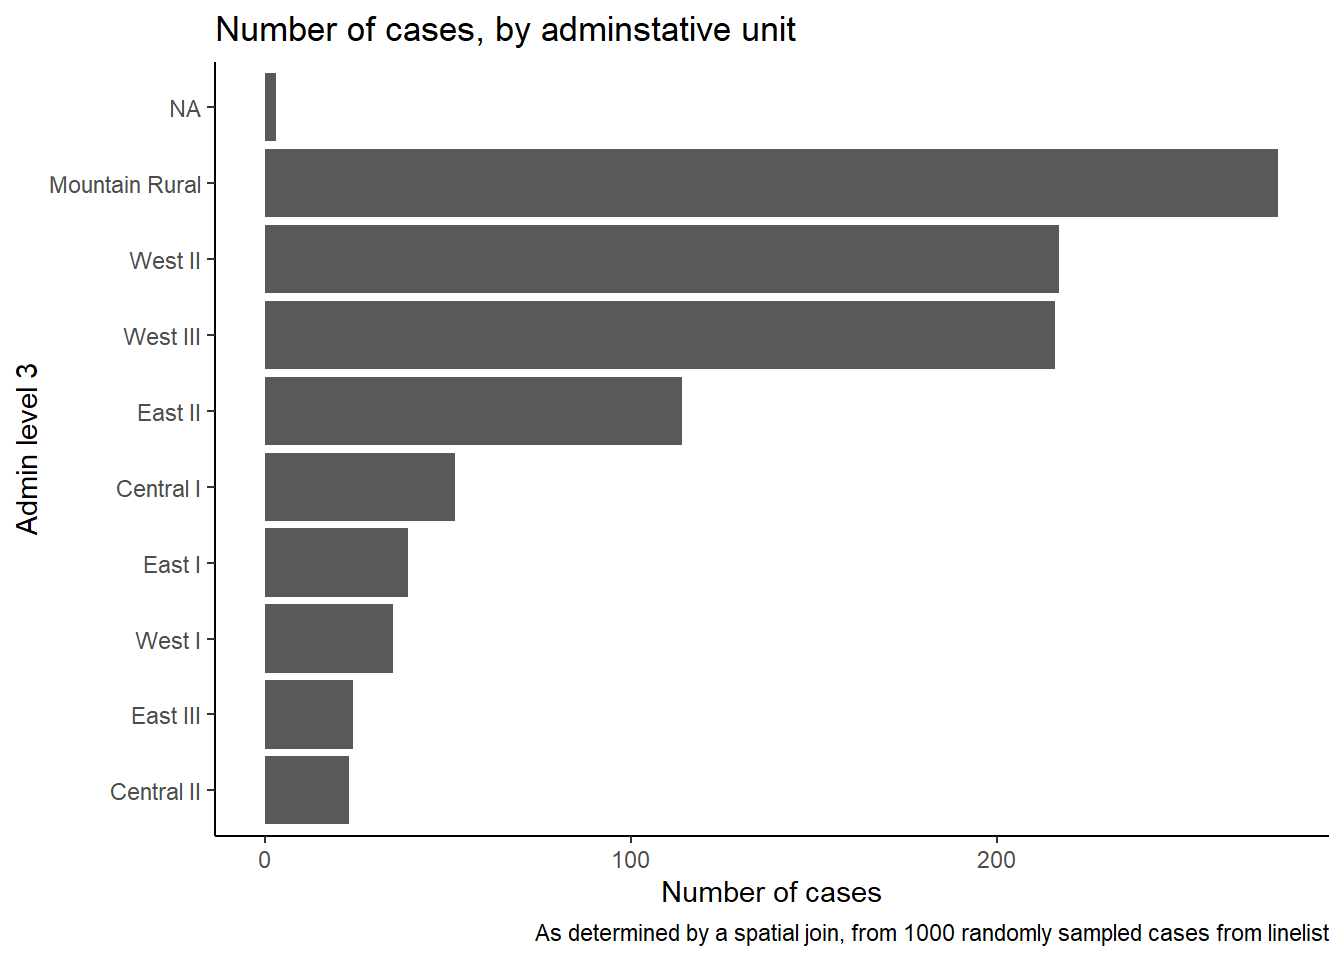 Number of cases, by adminstative unit
NA
Mountain Rural
West II
West III
East II
Central I
East I
West I
East III
Central II
Admin level 3
0 100 200
Number of cases
As determined by a spatial join, from 1000 randomly sampled cases from linelist